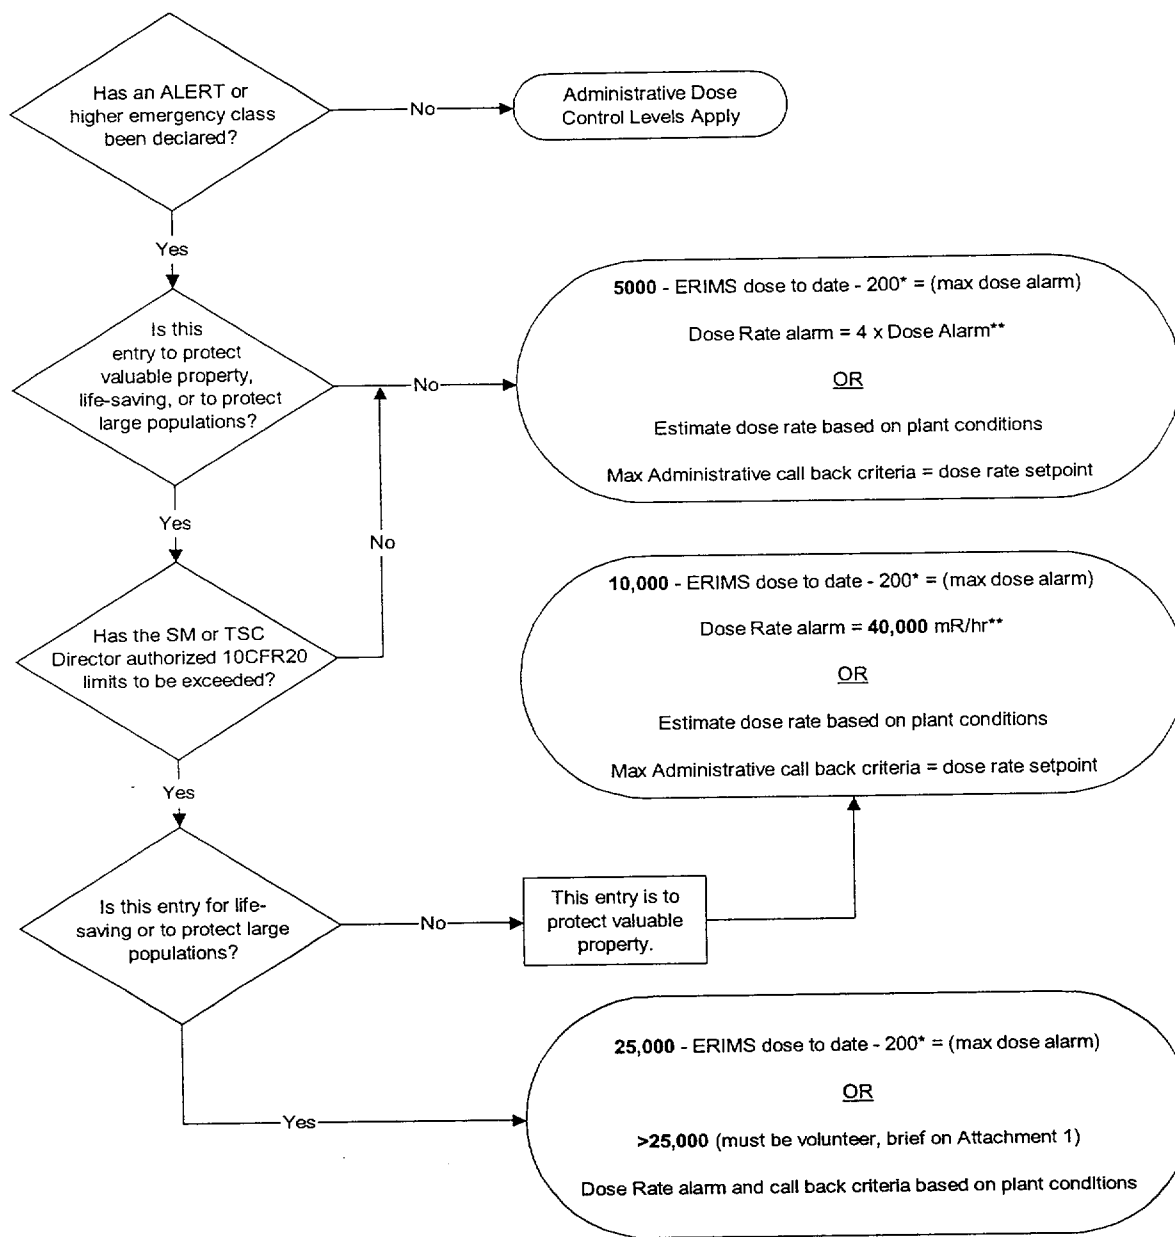 Has an ALERT or
higher emergency class
been declared?
No
Administrative Dose
Control Levels Apply
Yes
Is this
entry to protect
valuable property,
life-saving, or to protect
large populations?
No
5000 - ERIMS dose to date - 200* = (max dose alarm)
Dose Rate alarm = 4 x Dose Alarm**
OR
Estimate dose rate based on plant conditions
Max Administrative call back criteria = dose rate setpoint
Yes
No
Has the SM or TSC
Director authorized 10CFR20
limits to be exceeded?
10,000 - ERIMS dose to date - 200* = (max dose alarm)
Dose Rate alarm = 40,000 mR/hr**
OR
Estimate dose rate based on plant conditions
Max Administrative call back criteria = dose rate setpoint
Yes
Is this entry for life-
saving or to protect large
populations?
No
This entry is to
protect valuable
property.
Yes
25,000 - ERIMS dose to date - 200* = (max dose alarm)
OR
>25,000 (must be volunteer, brief on Attachment 1)
Dose Rate alarm and call back criteria based on plant conditions